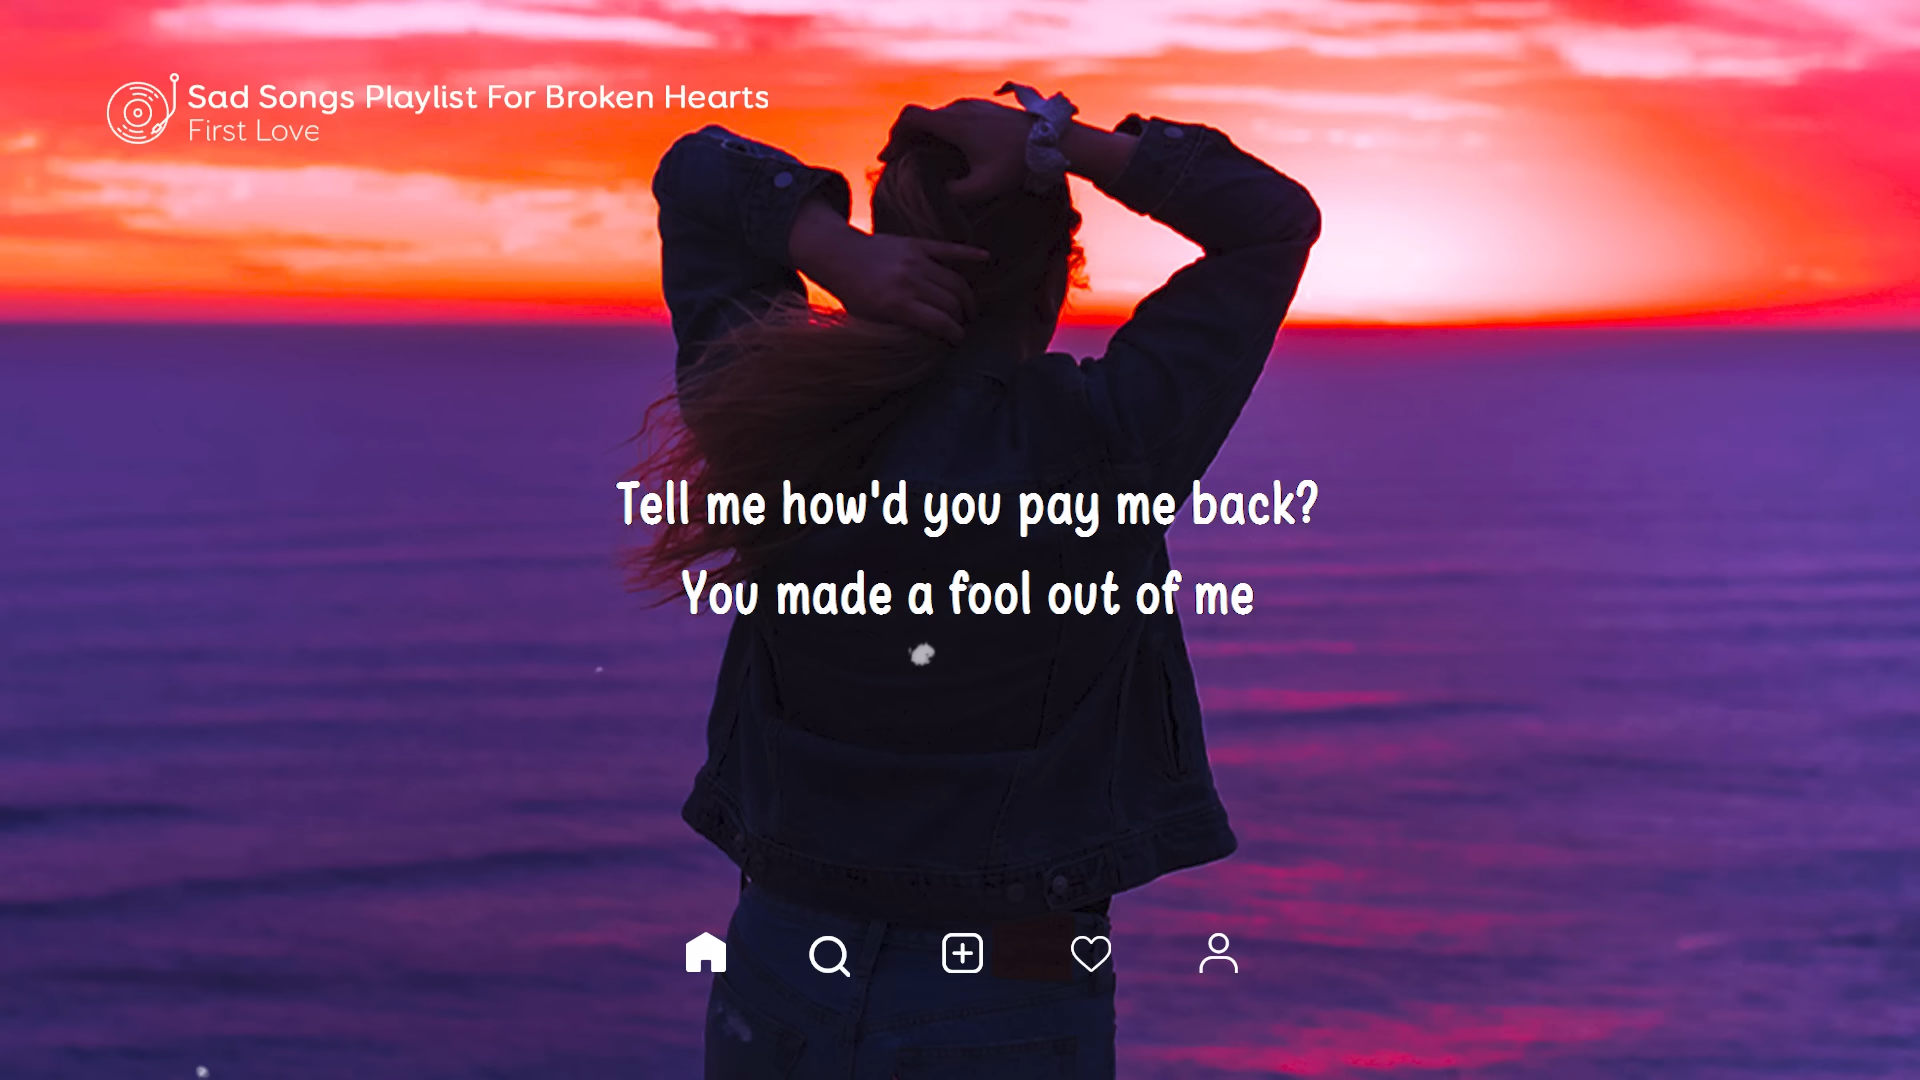 Sad Songs Playlist For Broken Hearts
First Love
Tell me how'd you pay me back?
You made a fool out of me